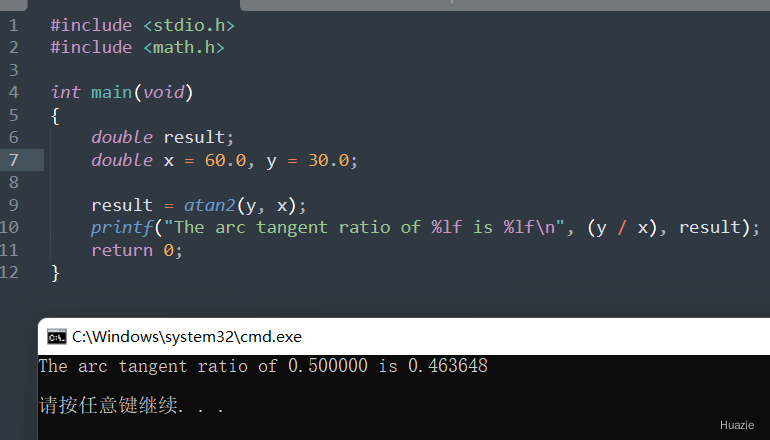 1 #include <stdio.h>
2 #include <math.h>
3
4 int main(void)
5 {
6     double result;
7     double x = 60.0, y = 30.0;
8
9     result = atan2(y, x);
10     printf("The arc tangent ratio of %lf is %lf\n", (y / x), result);
11     return 0;
12 }
C:\Windows\system32\cmd.exe
The arc tangent ratio of 0.500000 is 0.463648
请按任意键继续. . .
Huazie